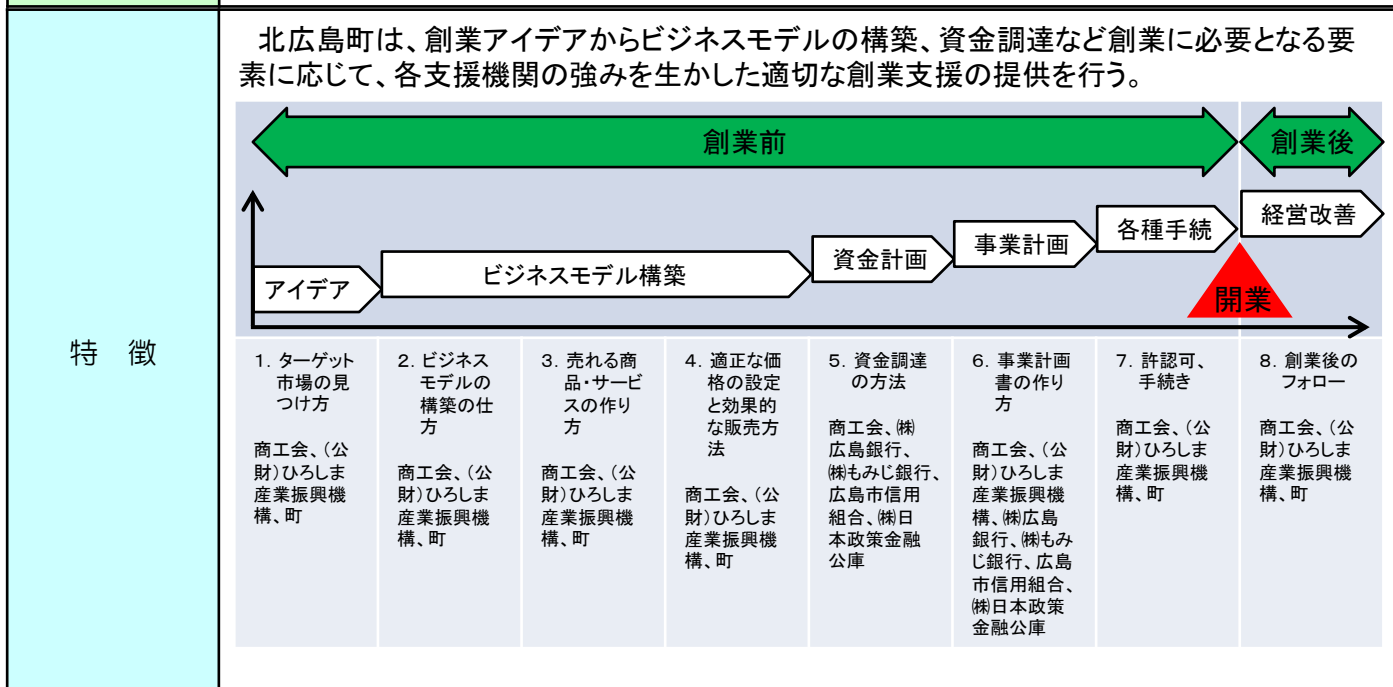 特　徴
　北広島町は、創業アイデアからビジネスモデルの構築、資金調達など創業に必要となる要
素に応じて、各支援機関の強みを生かした適切な創業支援の提供を行う。
創業前
創業後
アイデア
ビジネスモデル構築
資金計画
事業計画
各種手続
経営改善
開業
1．ターゲット
市場の見
つけ方
商工会、（公
財）ひろしま
産業振興機
構、町
2．ビジネス
モデルの
構築の仕
方
商工会、（公
財）ひろしま
産業振興機
構、町
3．売れる商
品・サービ
スの作り
方
商工会、（公
財）ひろしま
産業振興機
構、町
4．適正な価
格の設定
と効果的
な販売方
法
商工会、（公
財）ひろしま
産業振興機
構、町
5．資金調達
の方法
商工会、㈱
広島銀行、
㈱もみじ銀行、
広島市信用
組合、㈱日
本政策金融
公庫
6．事業計画
書の作り
方
商工会、（公
財）ひろしま
産業振興機
構、㈱広島
銀行、㈱もみ
じ銀行、広島
市信用組合、
㈱日本政策
金融公庫
7．許認可、
手続き
商工会、（公
財）ひろしま
産業振興機
構、町
8．創業後の
フォロー
商工会、（公
財）ひろしま
産業振興機
構、町